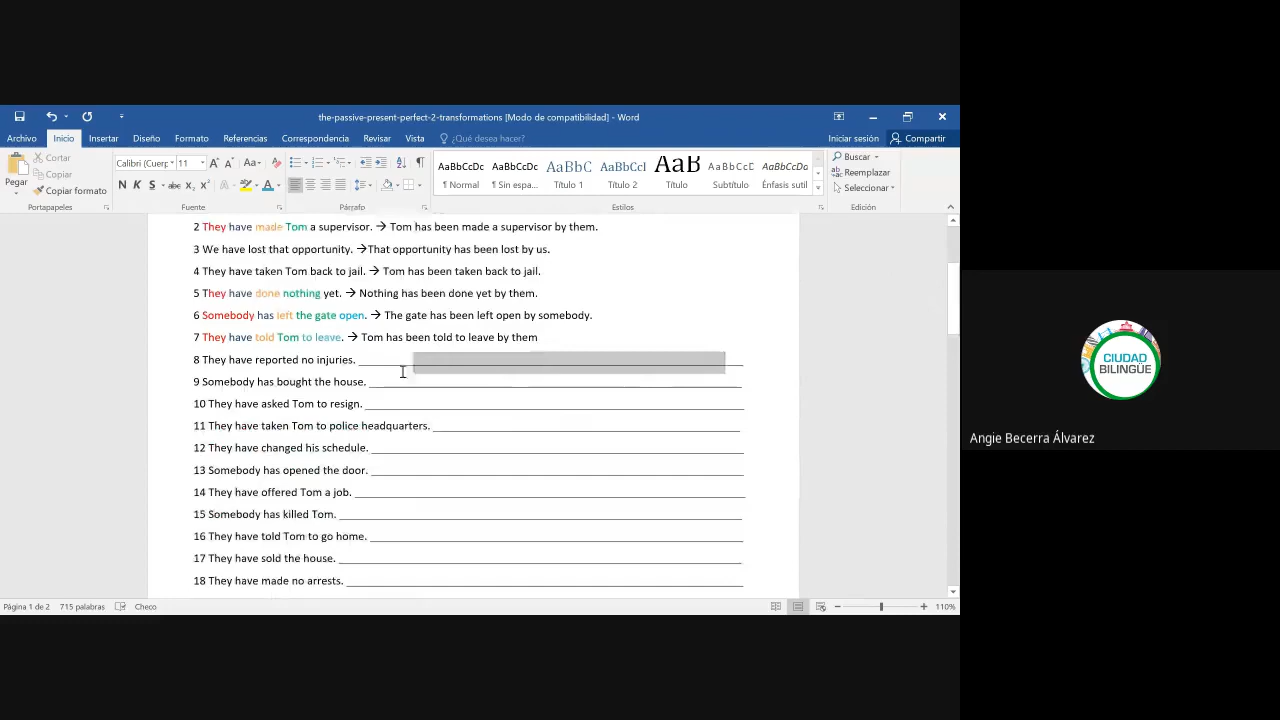 the-passive-present-perfect-2-transformations [Modo de compatibilidad] - Word
Archivo Inicio Insertar Diseño Formato Referencias Correspondencia Revisar Vista ¿Qué desea hacer? Iniciar sesión Compartir
Pegar
Cortar
Copiar
Copiar formato
Portapapeles
Calibri (Cuerp 11
N K S abc x₂ x²
Fuente
Párrafo
AaBbCcDc AaBbCcDc AaBbC AaBbCcI AaB AaBbCcD AaBbCcDc
¶ Normal ¶ Sin espa... Título 1 Título 2 Título Subtítulo Énfasis sutil
Estilos
Buscar
Reemplazar
Seleccionar
Edición
2 They have made Tom a supervisor. → Tom has been made a supervisor by them.
3 We have lost that opportunity. →That opportunity has been lost by us.
4 They have taken Tom back to jail. → Tom has been taken back to jail.
5 They have done nothing yet. → Nothing has been done yet by them.
6 Somebody has left the gate open. → The gate has been left open by somebody.
7 They have told Tom to leave. → Tom has been told to leave by them
8 They have reported no injuries.
9 Somebody has bought the house.
10 They have asked Tom to resign.
11 They have taken Tom to police headquarters.
12 They have changed his schedule.
13 Somebody has opened the door.
14 They have offered Tom a job.
15 Somebody has killed Tom.
16 They have told Tom to go home.
17 They have sold the house.
18 They have made no arrests.
Página 1 de 2 715 palabras Checo 110%
CIUDAD
BILINGÜE
Angie Becerra Álvarez